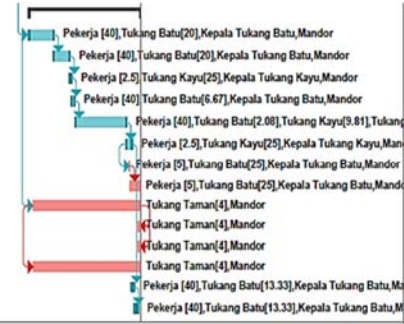 Pekerja [40],Tukang Batu[20],Kepala Tukang Batu,Mandor
Pekerja [40],Tukang Batu[20],Kepala Tukang Batu,Mandor
Pekerja [2.5],Tukang Kayu[25],Kepala Tukang Kayu,Mandor
Pekerja [40],Tukang Batu[6.67],Kepala Tukang Batu,Mandor
Pekerja [40],Tukang Batu[2.08],Tukang Kayu[9.81],Tukang
Pekerja [2.5],Tukang Kayu[25],Kepala Tukang Kayu,Man
Pekerja [5],Tukang Batu[25],Kepala Tukang Batu,Mandor
Pekerja [5],Tukang Batu[25],Kepala Tukang Batu,Mando
Tukang Taman[4],Mandor
Tukang Taman[4],Mandor
Tukang Taman[4],Mandor
Tukang Taman[4],Mandor
Pekerja [40],Tukang Batu[13.33],Kepala Tukang Batu,Ma
Pekerja [40],Tukang Batu[13.33],Kepala Tukang Batu,M